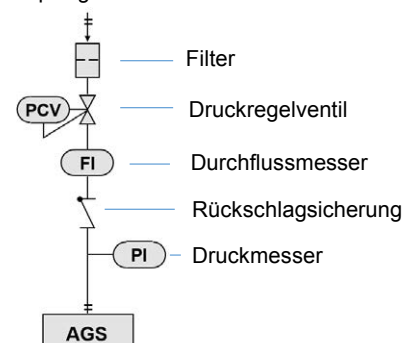 Filter
PCV
Druckregelventil
FI
Durchflussmesser
Rückschlagsicherung
PI
Druckmesser
AGS